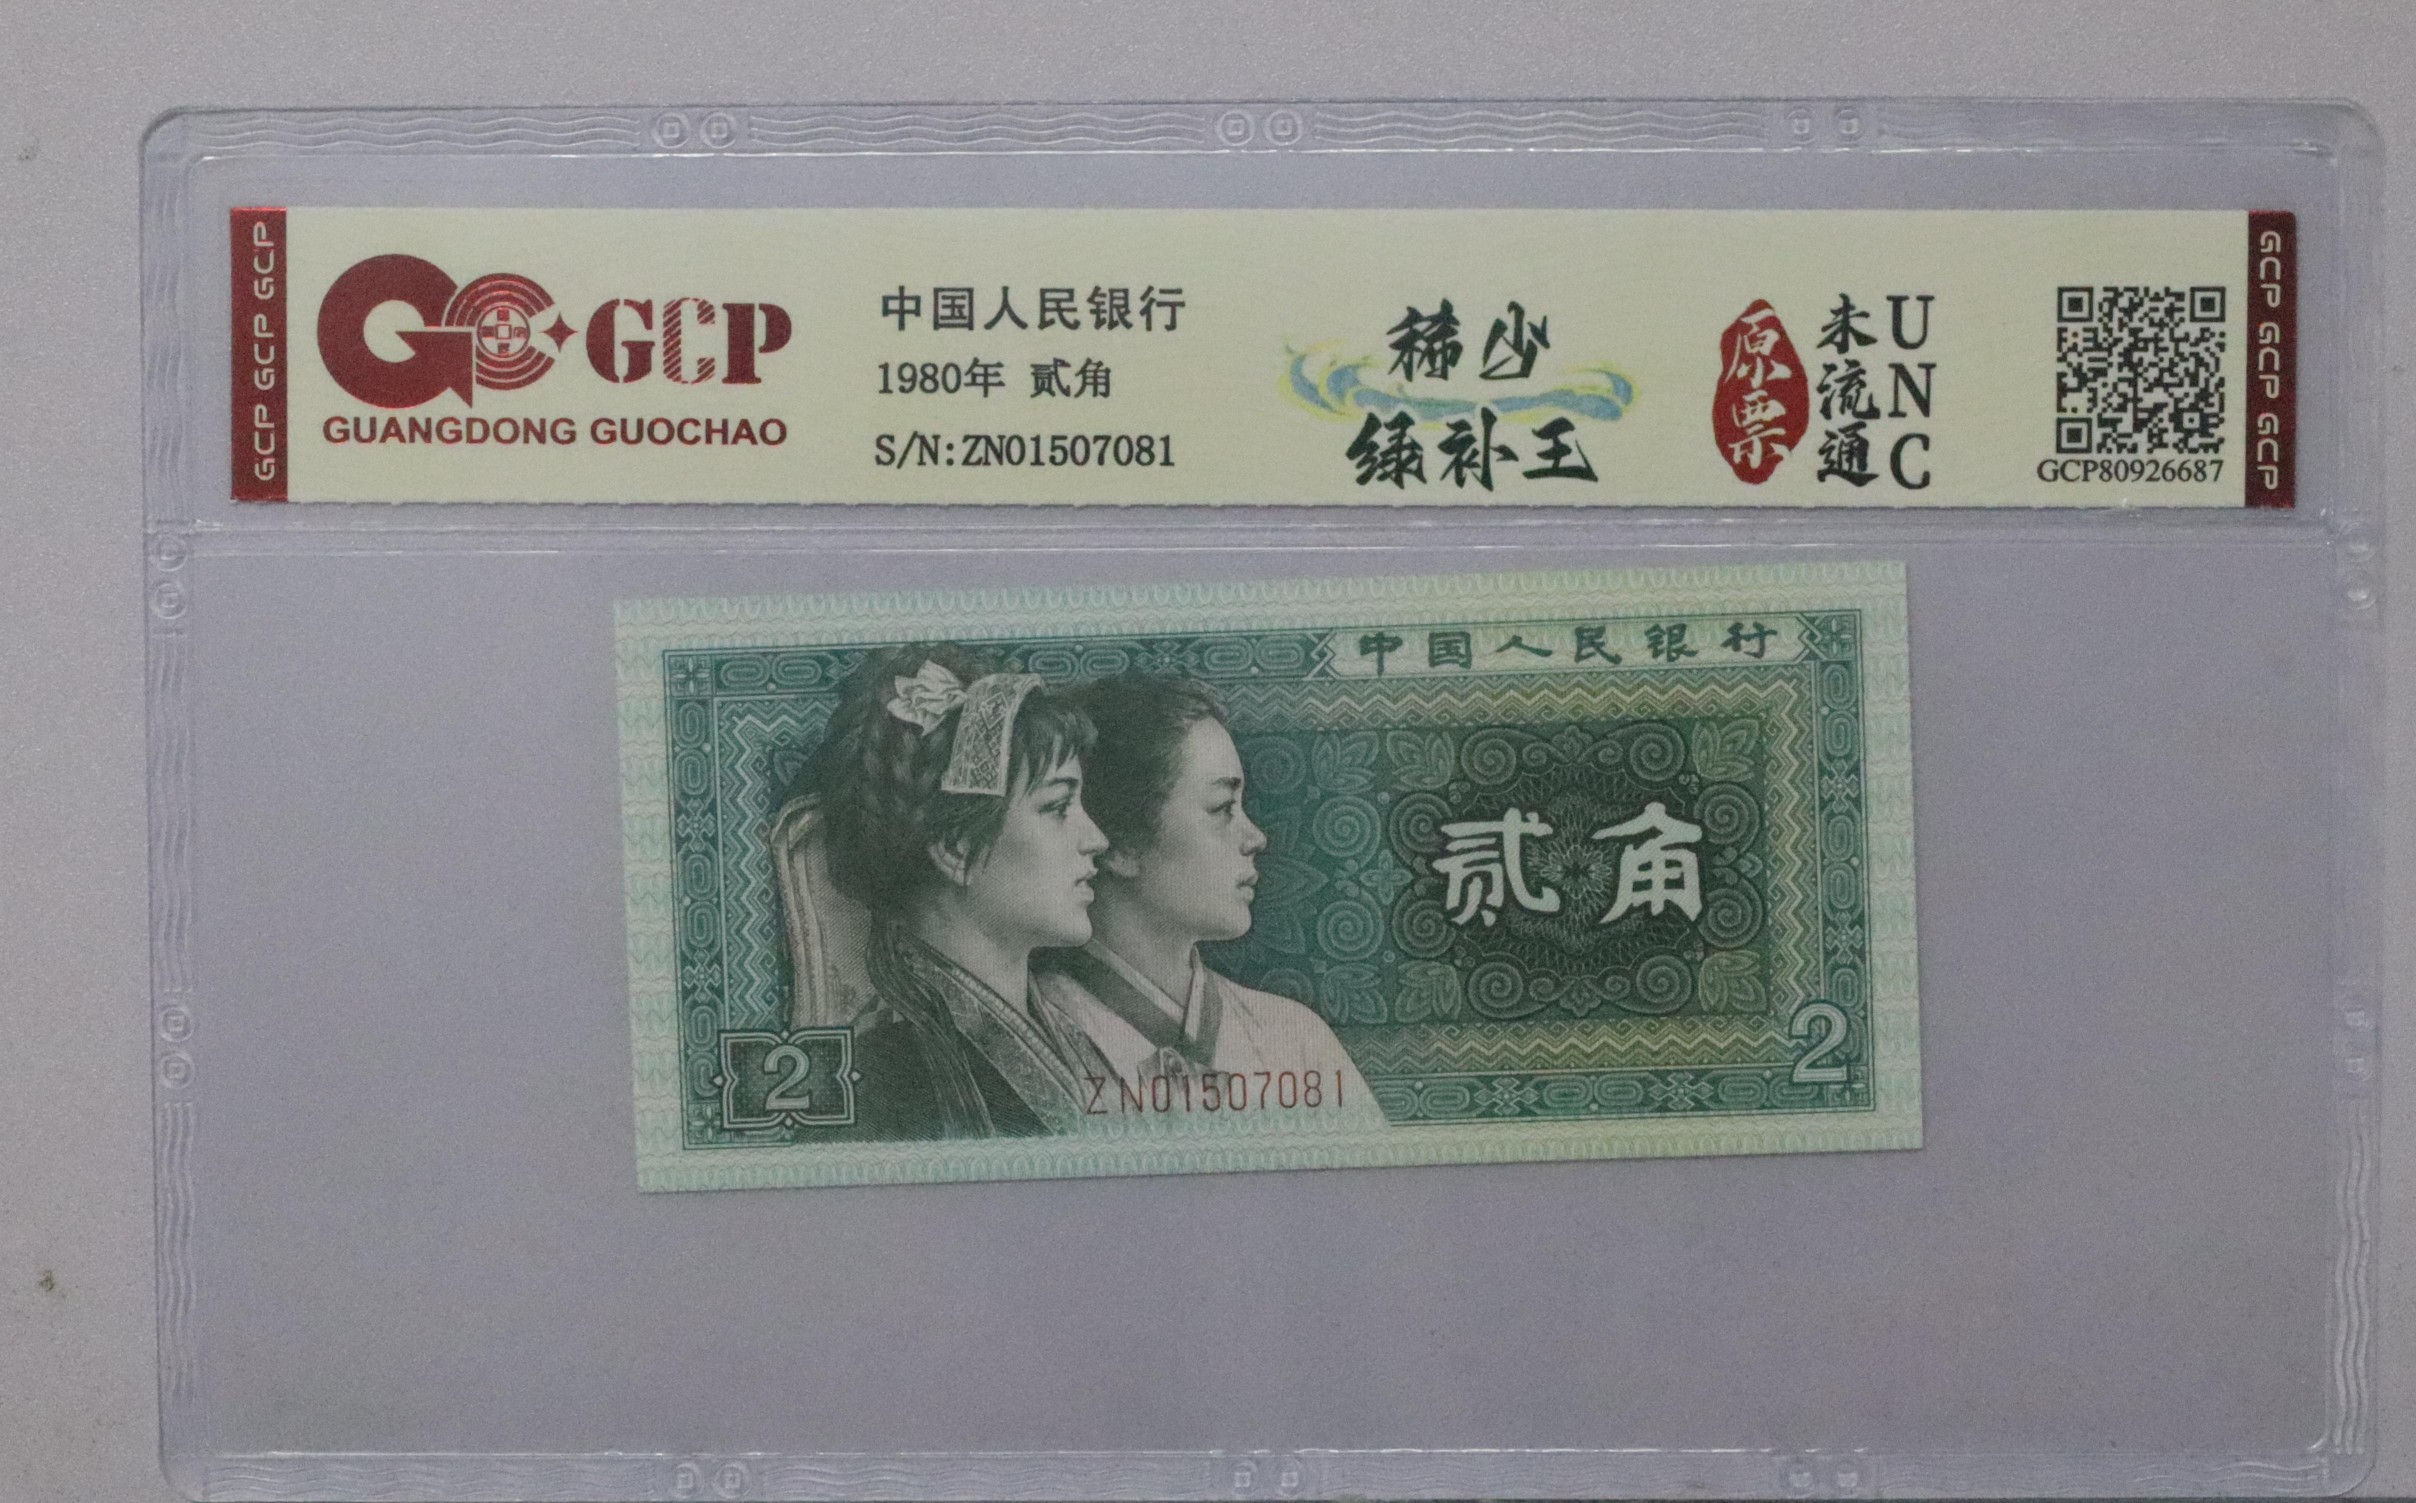 GCP GCP GCP
GCP
GUANGDONG GUOCHAO
中国人民银行
1980年 贰角
S/N:ZN01507081
稀少
绿补王
原票
未流通
UNC
GCP80926687
GCP GCP GCP
中国人民银行
贰角
2
2
ZN01507081